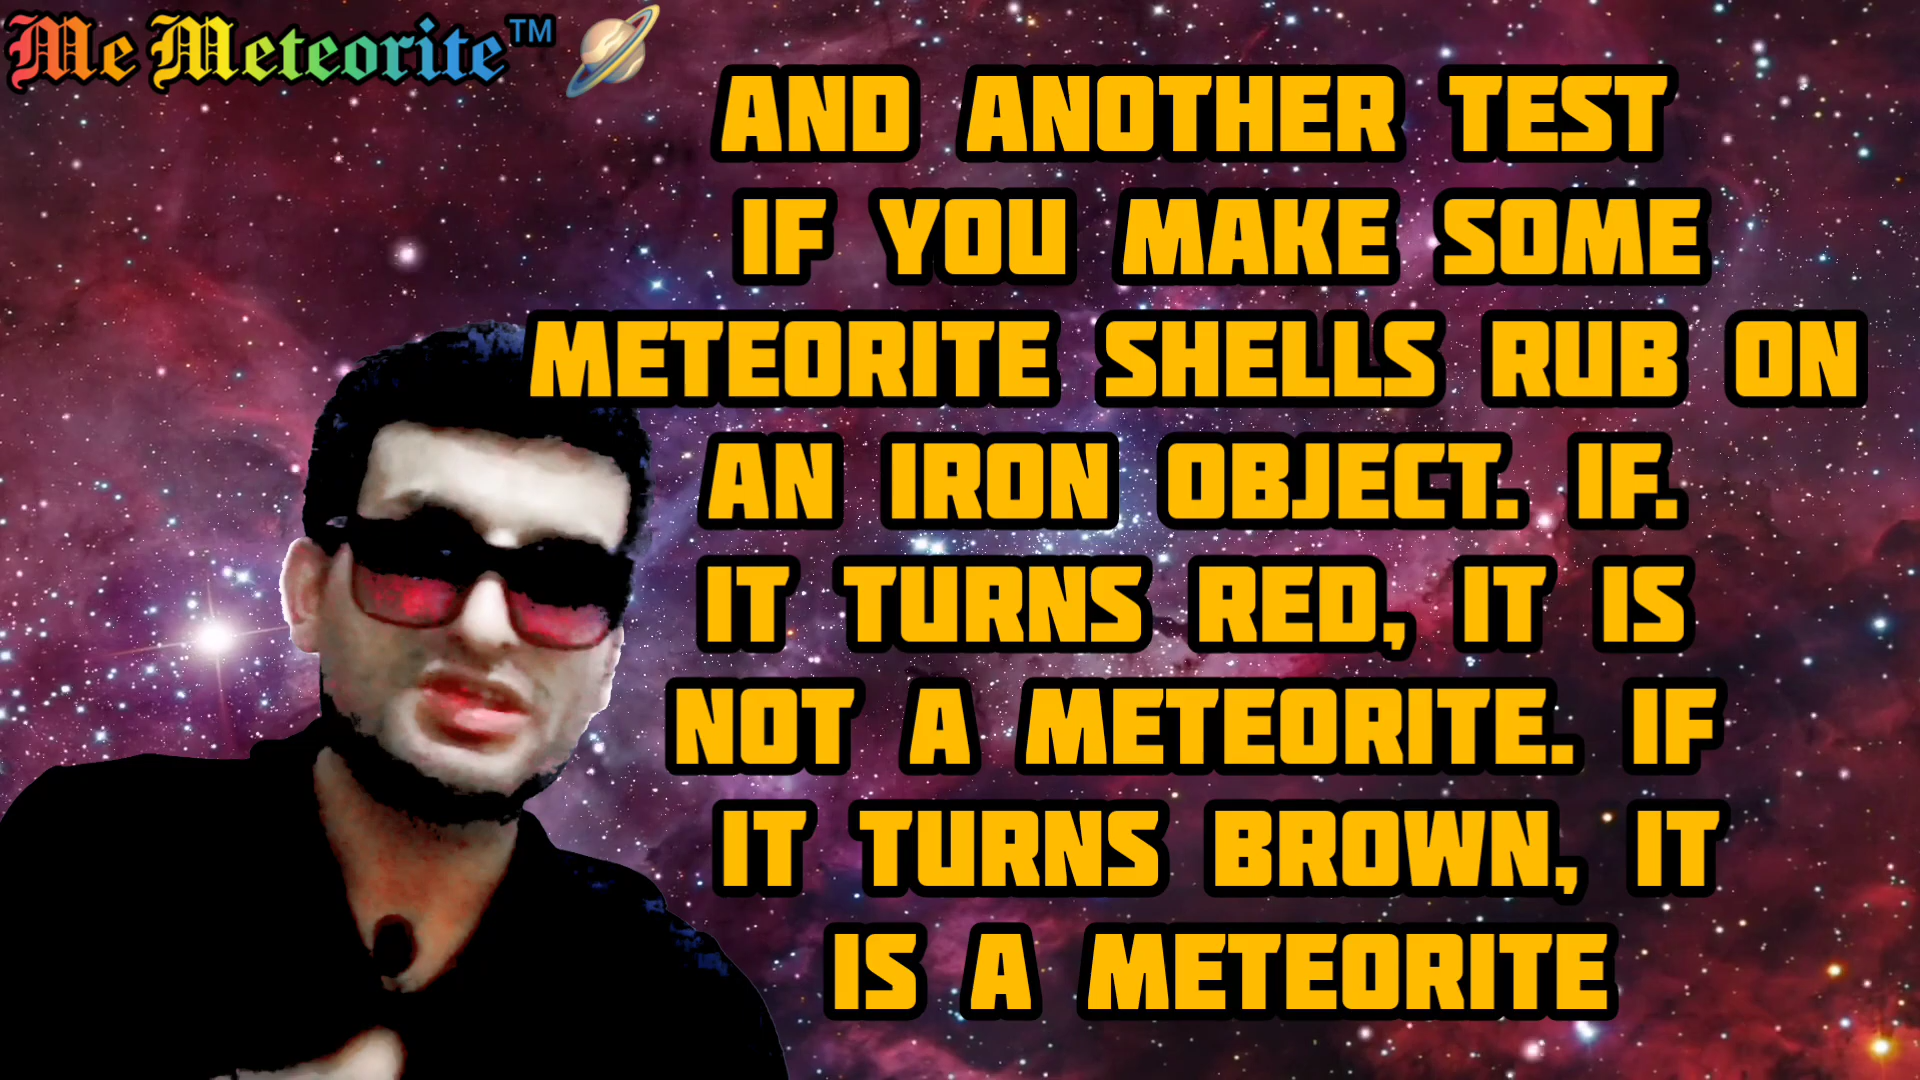 Me Meteorite™
AND ANOTHER TEST
IF YOU MAKE SOME
METEORITE SHELLS RUB ON
AN IRON OBJECT. IF.
IT TURNS RED, IT IS
NOT A METEORITE. IF
IT TURNS BROWN, IT
IS A METEORITE